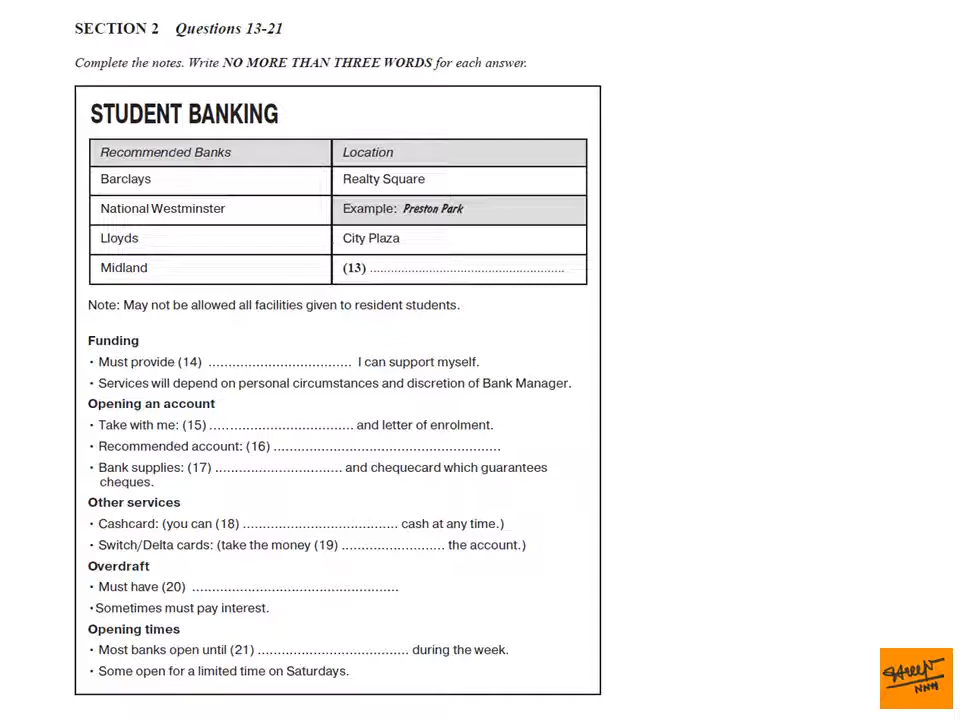 SECTION 2 Questions 13-21
Complete the notes. Write NO MORE THAN THREE WORDS for each answer.
STUDENT BANKING
Recommended Banks Location
Barclays Realty Square
National Westminster Example: Preston Park
Lloyds City Plaza
Midland (13) ........................................................
Note: May not be allowed all facilities given to resident students.
Funding
• Must provide (14) .................................... I can support myself.
• Services will depend on personal circumstances and discretion of Bank Manager.
Opening an account
• Take with me: (15) .................................... and letter of enrolment.
• Recommended account: (16) .........................................................
• Bank supplies: (17) ................................ and chequecard which guarantees
cheques.
Other services
• Cashcard: (you can (18) ....................................... cash at any time.)
• Switch/Delta cards: (take the money (19) .......................... the account.)
Overdraft
• Must have (20) ....................................................
•Sometimes must pay interest.
Opening times
• Most banks open until (21) ...................................... during the week.
• Some open for a limited time on Saturdays.
NNH